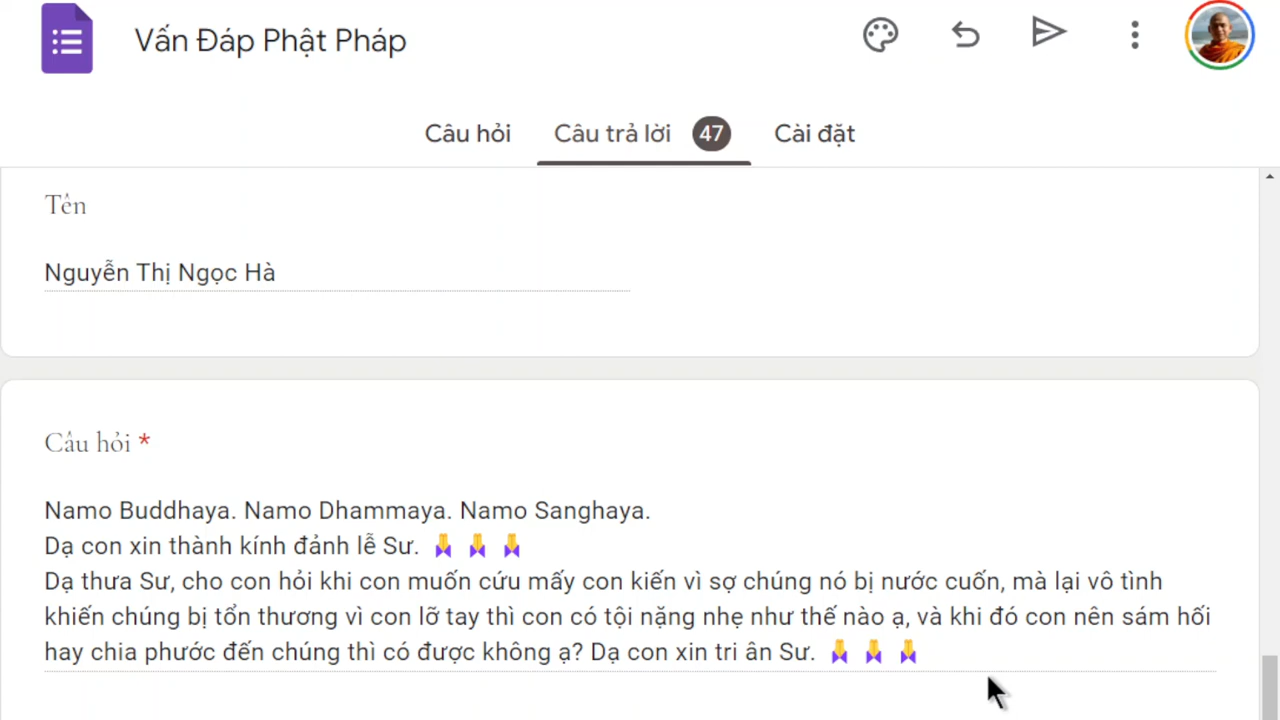 Vấn Đáp Phật Pháp
Câu hỏi Câu trả lời 47 Cài đặt
Tên
Nguyễn Thị Ngọc Hà
Câu hỏi *
Namo Buddhaya. Namo Dhammaya. Namo Sanghaya.
Dạ con xin thành kính đảnh lễ Sư. 🙏 🙏 🙏
Dạ thưa Sư, cho con hỏi khi con muốn cứu mấy con kiến vì sợ chúng nó bị nước cuốn, mà lại vô tình
khiến chúng bị tổn thương vì con lỡ tay thì con có tội nặng nhẹ như thế nào ạ, và khi đó con nên sám hối
hay chia phước đến chúng thì có được không ạ? Dạ con xin tri ân Sư. 🙏 🙏 🙏